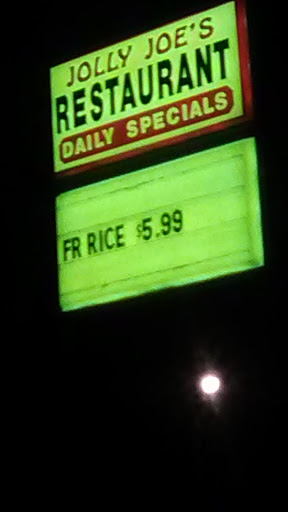 JOLLY JOE'S
RESTAURANT
DAILY SPECIALS
FR RICE $5.99